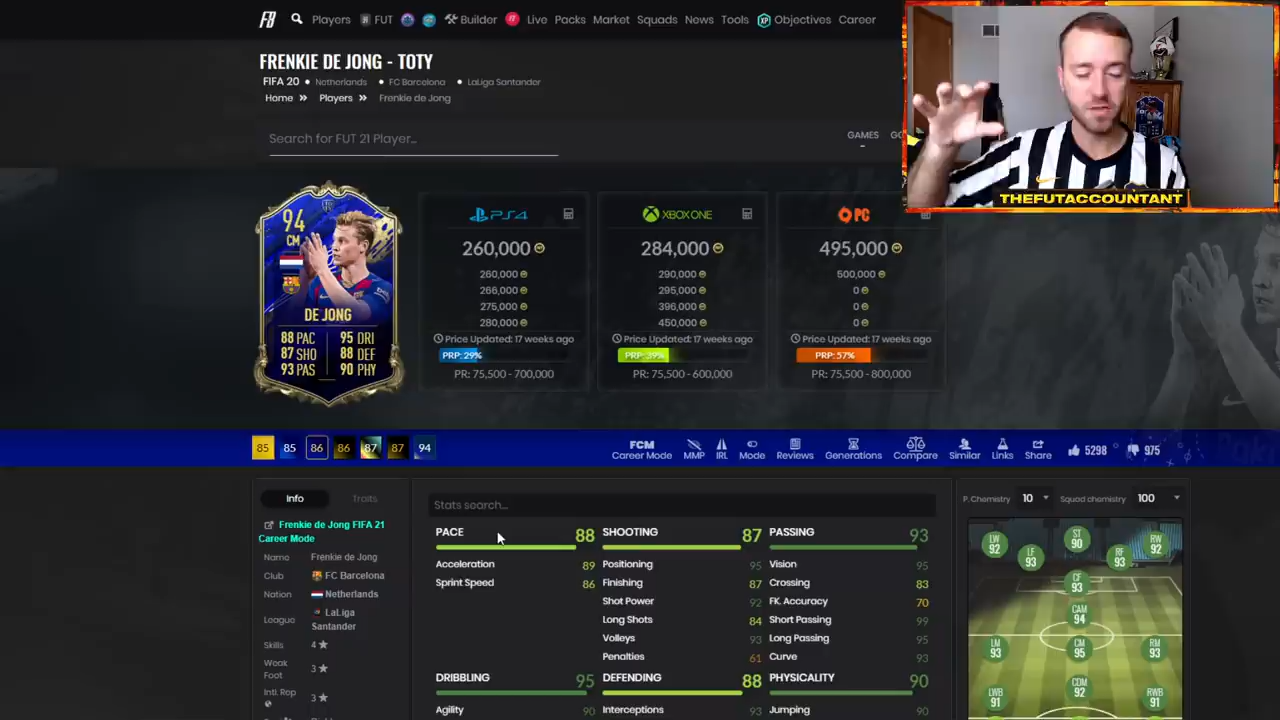 FB Players FUT Builder Live Packs Market Squads News Tools XP Objectives Career
FRENKIE DE JONG - TOTY
FIFA 20 • Netherlands • FC Barcelona • LaLiga Santander
Home » Players » Frenkie de Jong
Search for FUT 21 Player...
GAMES
THEFUTACCOUNTANT
94
CM
DE JONG
88 PAC 95 DRI
87 SHO 88 DEF
93 PAS 90 PHY
PS4
260,000
260,000
266,000
275,000
280,000
Price Updated: 17 weeks ago
PRP: 29%
PR: 75,500 - 700,000
XBOX ONE
284,000
290,000
295,000
396,000
450,000
Price Updated: 17 weeks ago
PRP: 39%
PR: 75,500 - 600,000
PC
495,000
500,000
0
0
0
Price Updated: 17 weeks ago
PRP: 57%
PR: 75,500 - 800,000
85 85 86 86 87 87 94
FCM
Career Mode MMP IRL Mode Reviews Generations Compare Similar Links Share 5298 975
Info Traits
Frenkie de Jong FIFA 21
Career Mode
Name Frenkie de Jong
Club FC Barcelona
Nation Netherlands
League LaLiga
Santander
Skills 4
Weak
Foot 3
Intl. Rep 3
Stats search...
PACE 88
Acceleration 89
Sprint Speed 86
SHOOTING 87
Positioning 95
Finishing 87
Shot Power 92
Long Shots 84
Volleys 93
Penalties 61
PASSING 93
Vision 95
Crossing 83
FK. Accuracy 70
Short Passing 99
Long Passing 95
Curve 93
DRIBBLING 95
Agility 90
DEFENDING 88
Interceptions 93
PHYSICALITY 90
Jumping 90
P. Chemistry 10 Squad chemistry 100
LW
92
LF
93
ST
90
RF
93
RW
92
CF
93
CAM
94
LM
93
CM
95
RM
93
LWB
91
CDM
92
RWB
91